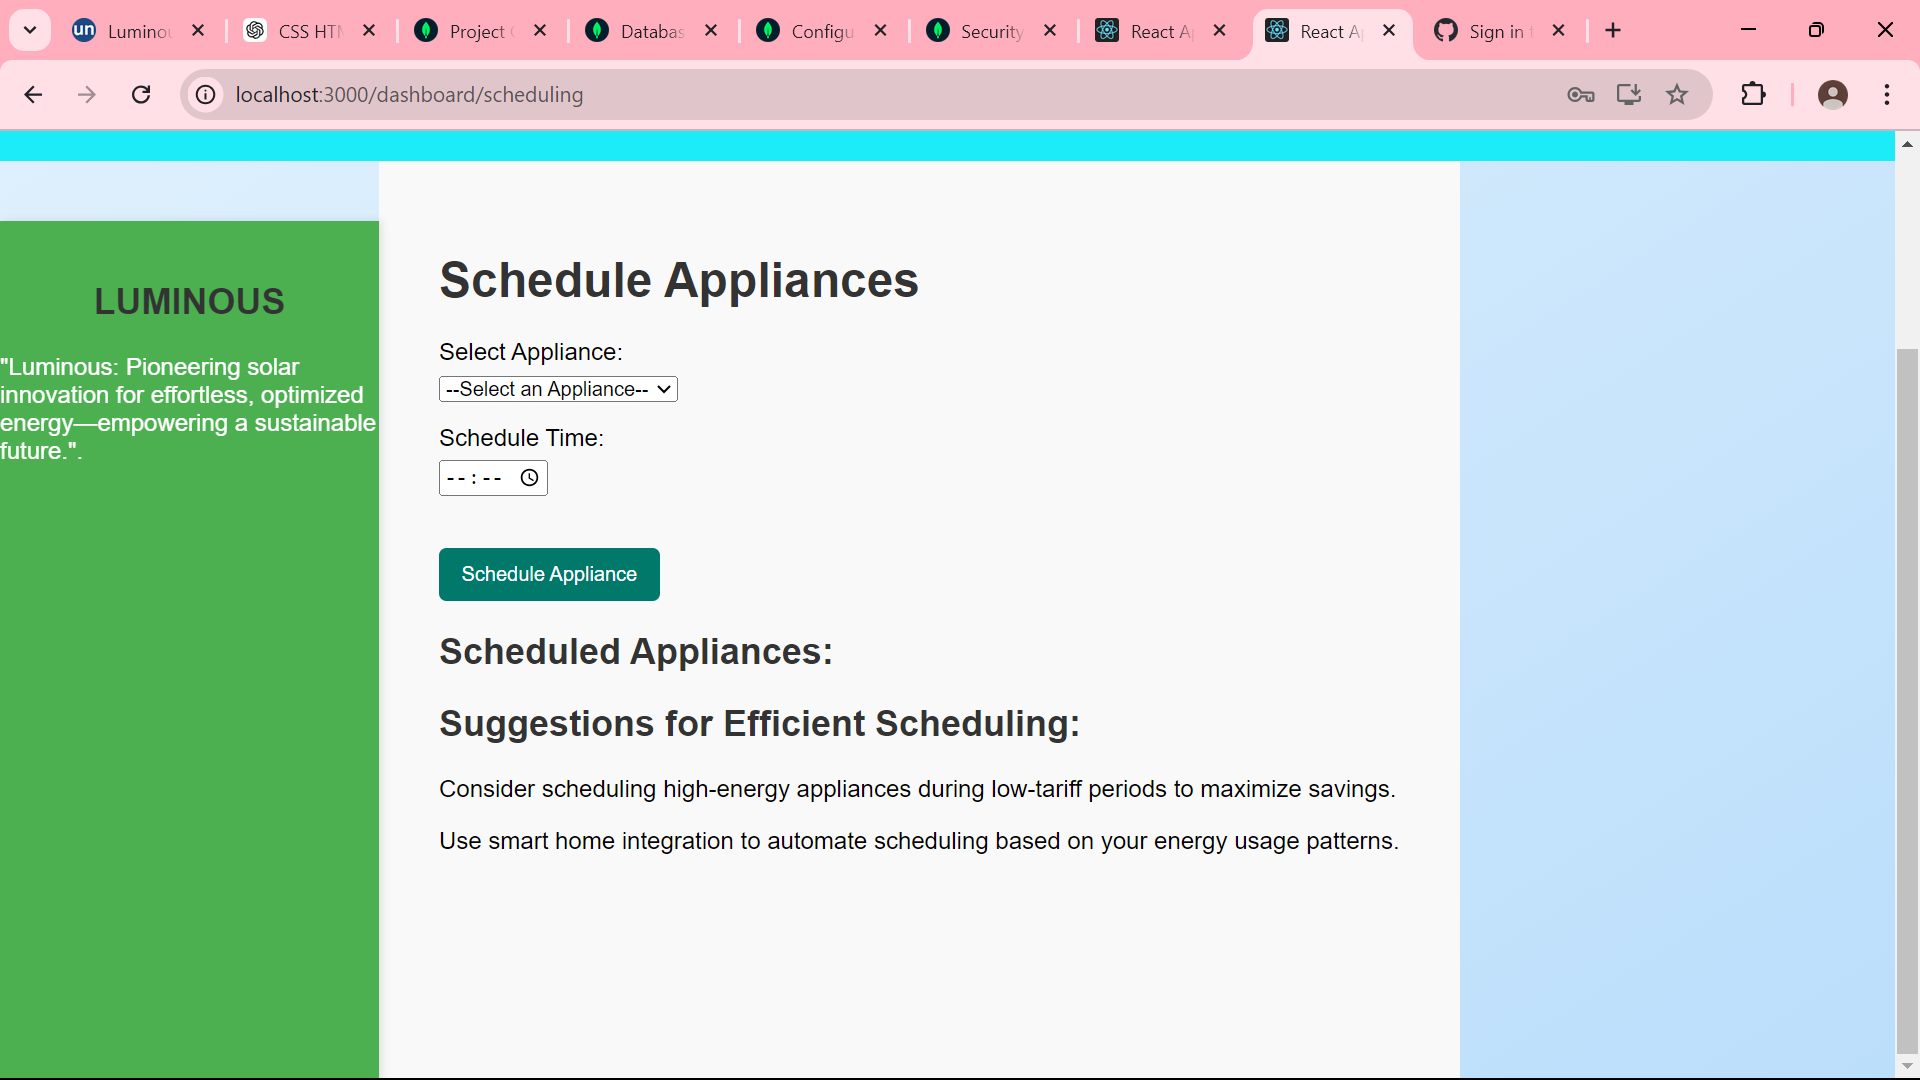 un Luminou
CSS HTM
Project
Databas
Configu
Security
React Ap
React Ap
Sign in t
localhost:3000/dashboard/scheduling
LUMINOUS
"Luminous: Pioneering solar
innovation for effortless, optimized
energy—empowering a sustainable
future.".
Schedule Appliances
Select Appliance:
--Select an Appliance--
Schedule Time:
--:--
Schedule Appliance
Scheduled Appliances:
Suggestions for Efficient Scheduling:
Consider scheduling high-energy appliances during low-tariff periods to maximize savings.
Use smart home integration to automate scheduling based on your energy usage patterns.